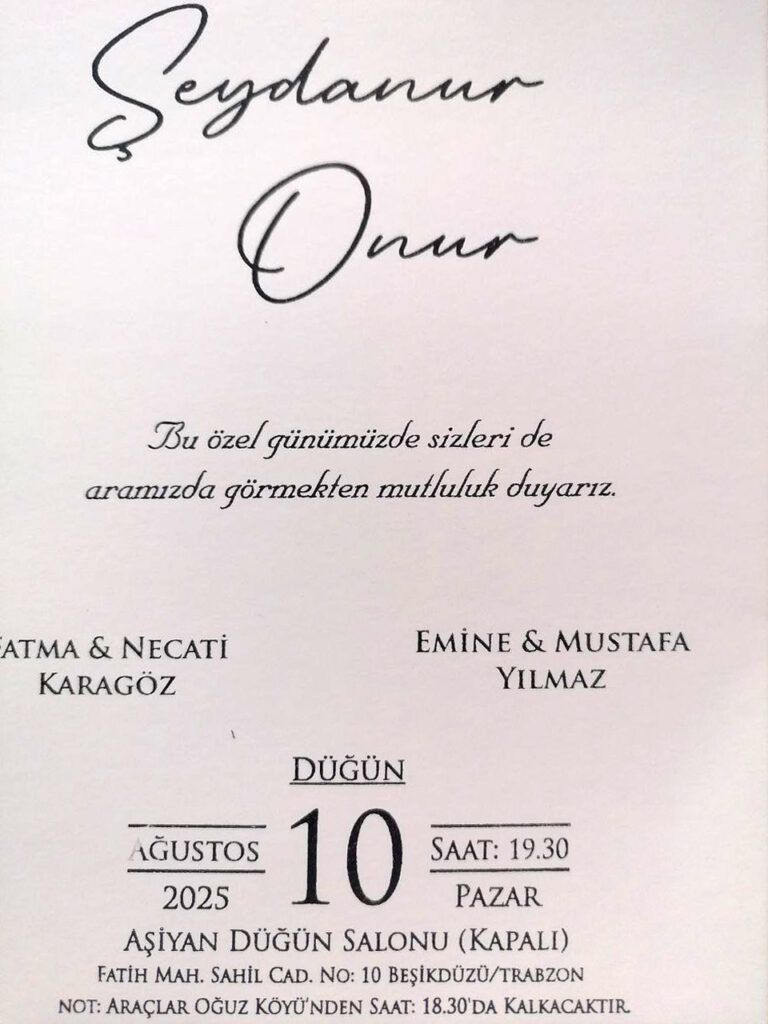 Şeydanur
Onur
Bu özel günümüzde sizleri de
aramızda görmekten mutluluk duyarız.
FATMA & NECATİ
KARAGÖZ
EMİNE & MUSTAFA
YILMAZ
DÜĞÜN
AĞUSTOS 10 SAAT: 19.30
2025 PAZAR
AŞİYAN DÜĞÜN SALONU (KAPALI)
FATİH MAH. SAHİL CAD. NO: 10 BEŞİKDÜZÜ/TRABZON
NOT: ARAÇLAR OĞUZ KÖYÜ'NDEN SAAT: 18.30'DA KALKACAKTIR.